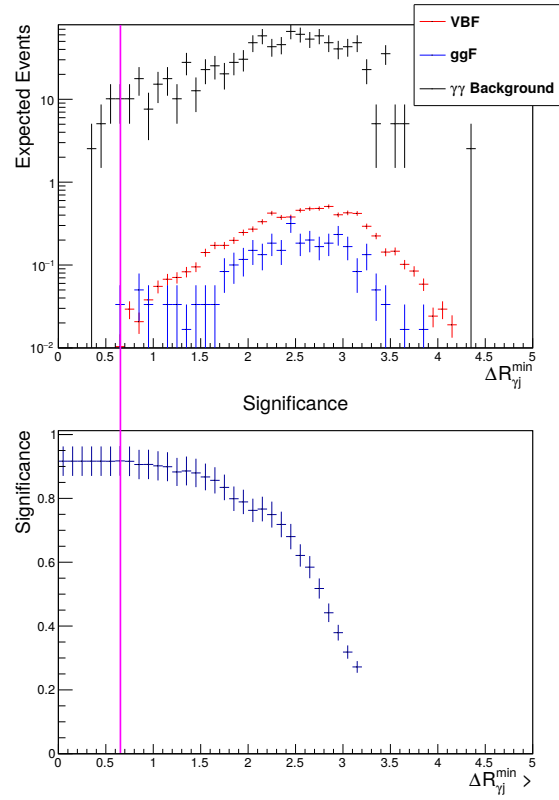 VBF
ggF
γγ Background
Expected Events
10
1
10⁻¹
10⁻²
0 0.5 1 1.5 2 2.5 3 3.5 4 4.5 5
ΔR^min_γj
Significance
Significance
1
0.8
0.6
0.4
0.2
0
0 0.5 1 1.5 2 2.5 3 3.5 4 4.5 5
ΔR^min_γj >